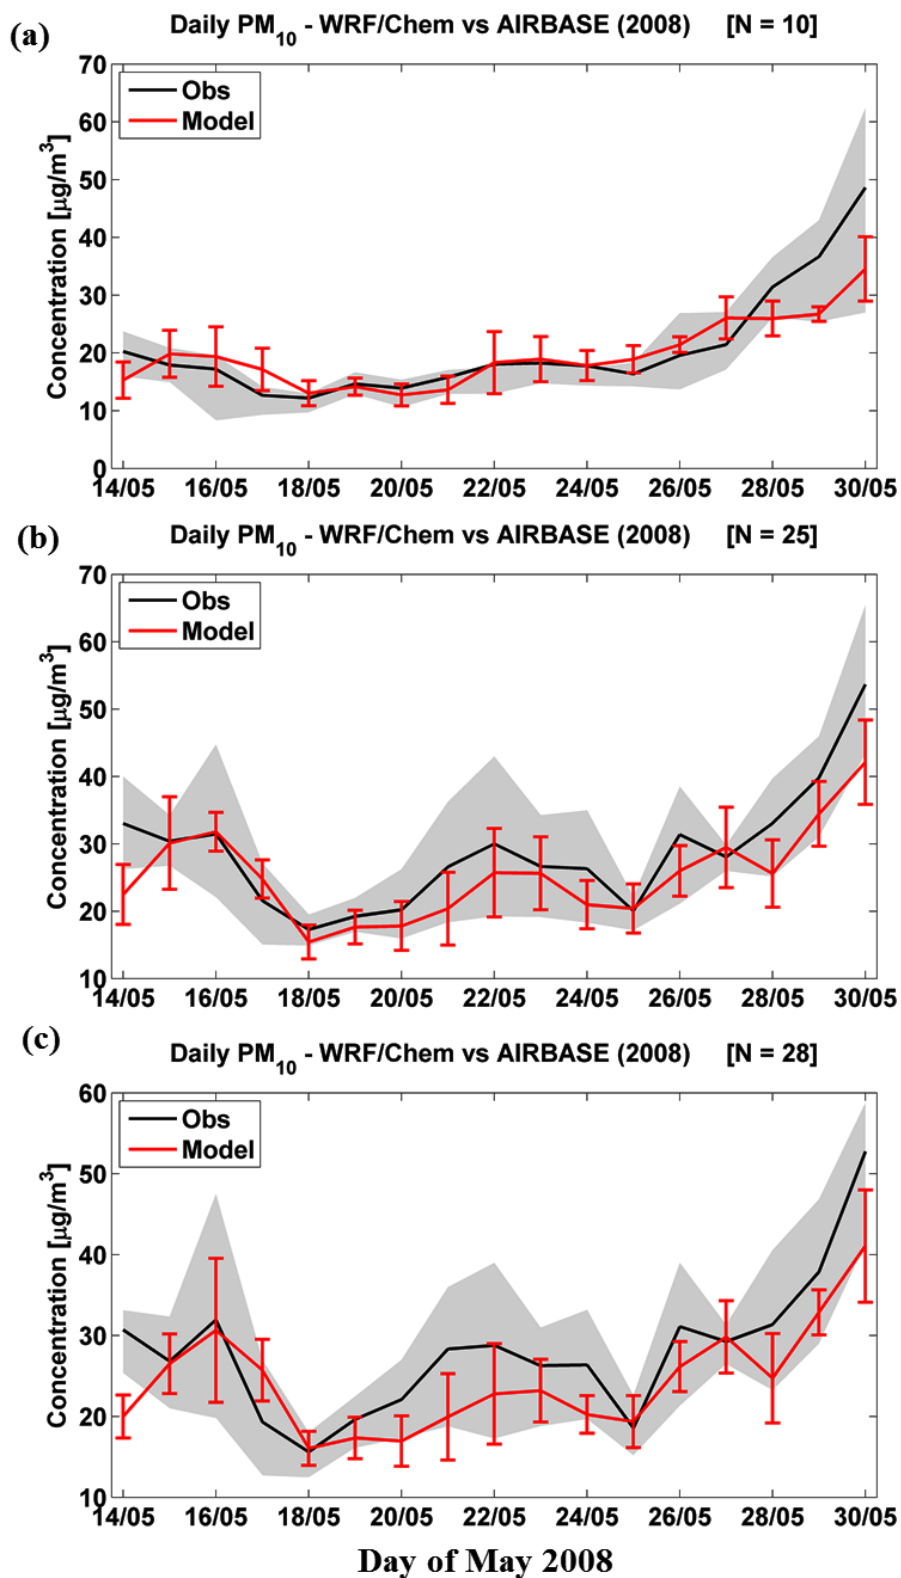 (a)
Daily PM10 - WRF/Chem vs AIRBASE (2008) [N = 10]
Obs
Model
Concentration [µg/m³]
70
60
50
40
30
20
10
0
14/05 16/05 18/05 20/05 22/05 24/05 26/05 28/05 30/05
(b)
Daily PM10 - WRF/Chem vs AIRBASE (2008) [N = 25]
Obs
Model
Concentration [µg/m³]
70
60
50
40
30
20
10
14/05 16/05 18/05 20/05 22/05 24/05 26/05 28/05 30/05
(c)
Daily PM10 - WRF/Chem vs AIRBASE (2008) [N = 28]
Obs
Model
Concentration [µg/m³]
60
50
40
30
20
10
14/05 16/05 18/05 20/05 22/05 24/05 26/05 28/05 30/05
Day of May 2008